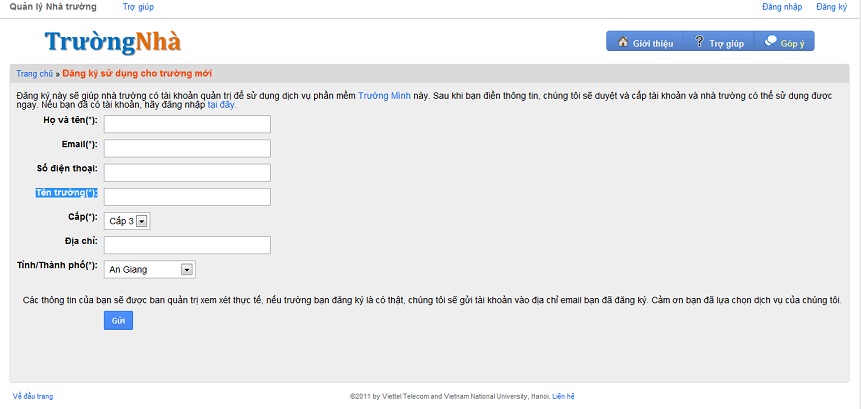 Quản lý Nhà trường Trợ giúp Đăng nhập Đăng ký
TrườngNhà
Giới thiệu Trợ giúp Góp ý
Trang chủ » Đăng ký sử dụng cho trường mới
Đăng ký này sẽ giúp nhà trường có tài khoản quản trị để sử dụng dịch vụ phần mềm Trường Mình này. Sau khi bạn điền thông tin, chúng tôi sẽ duyệt và cấp tài khoản và nhà trường có thể sử dụng được
ngay. Nếu bạn đã có tài khoản, hãy đăng nhập tại đây.
Họ và tên(*):
Email(*):
Số điện thoại:
Tên trường(*):
Cấp(*): Cấp 3
Địa chỉ:
Tỉnh/Thành phố(*): An Giang
Các thông tin của bạn sẽ được ban quản trị xem xét thực tế, nếu trường bạn đăng ký là có thật, chúng tôi sẽ gửi tài khoản vào địa chỉ email bạn đã đăng ký. Cảm ơn bạn đã lựa chọn dịch vụ của chúng tôi.
Gửi
Về đầu trang ©2011 by Viettel Telecom and Vietnam National University, Hanoi. Liên hệ